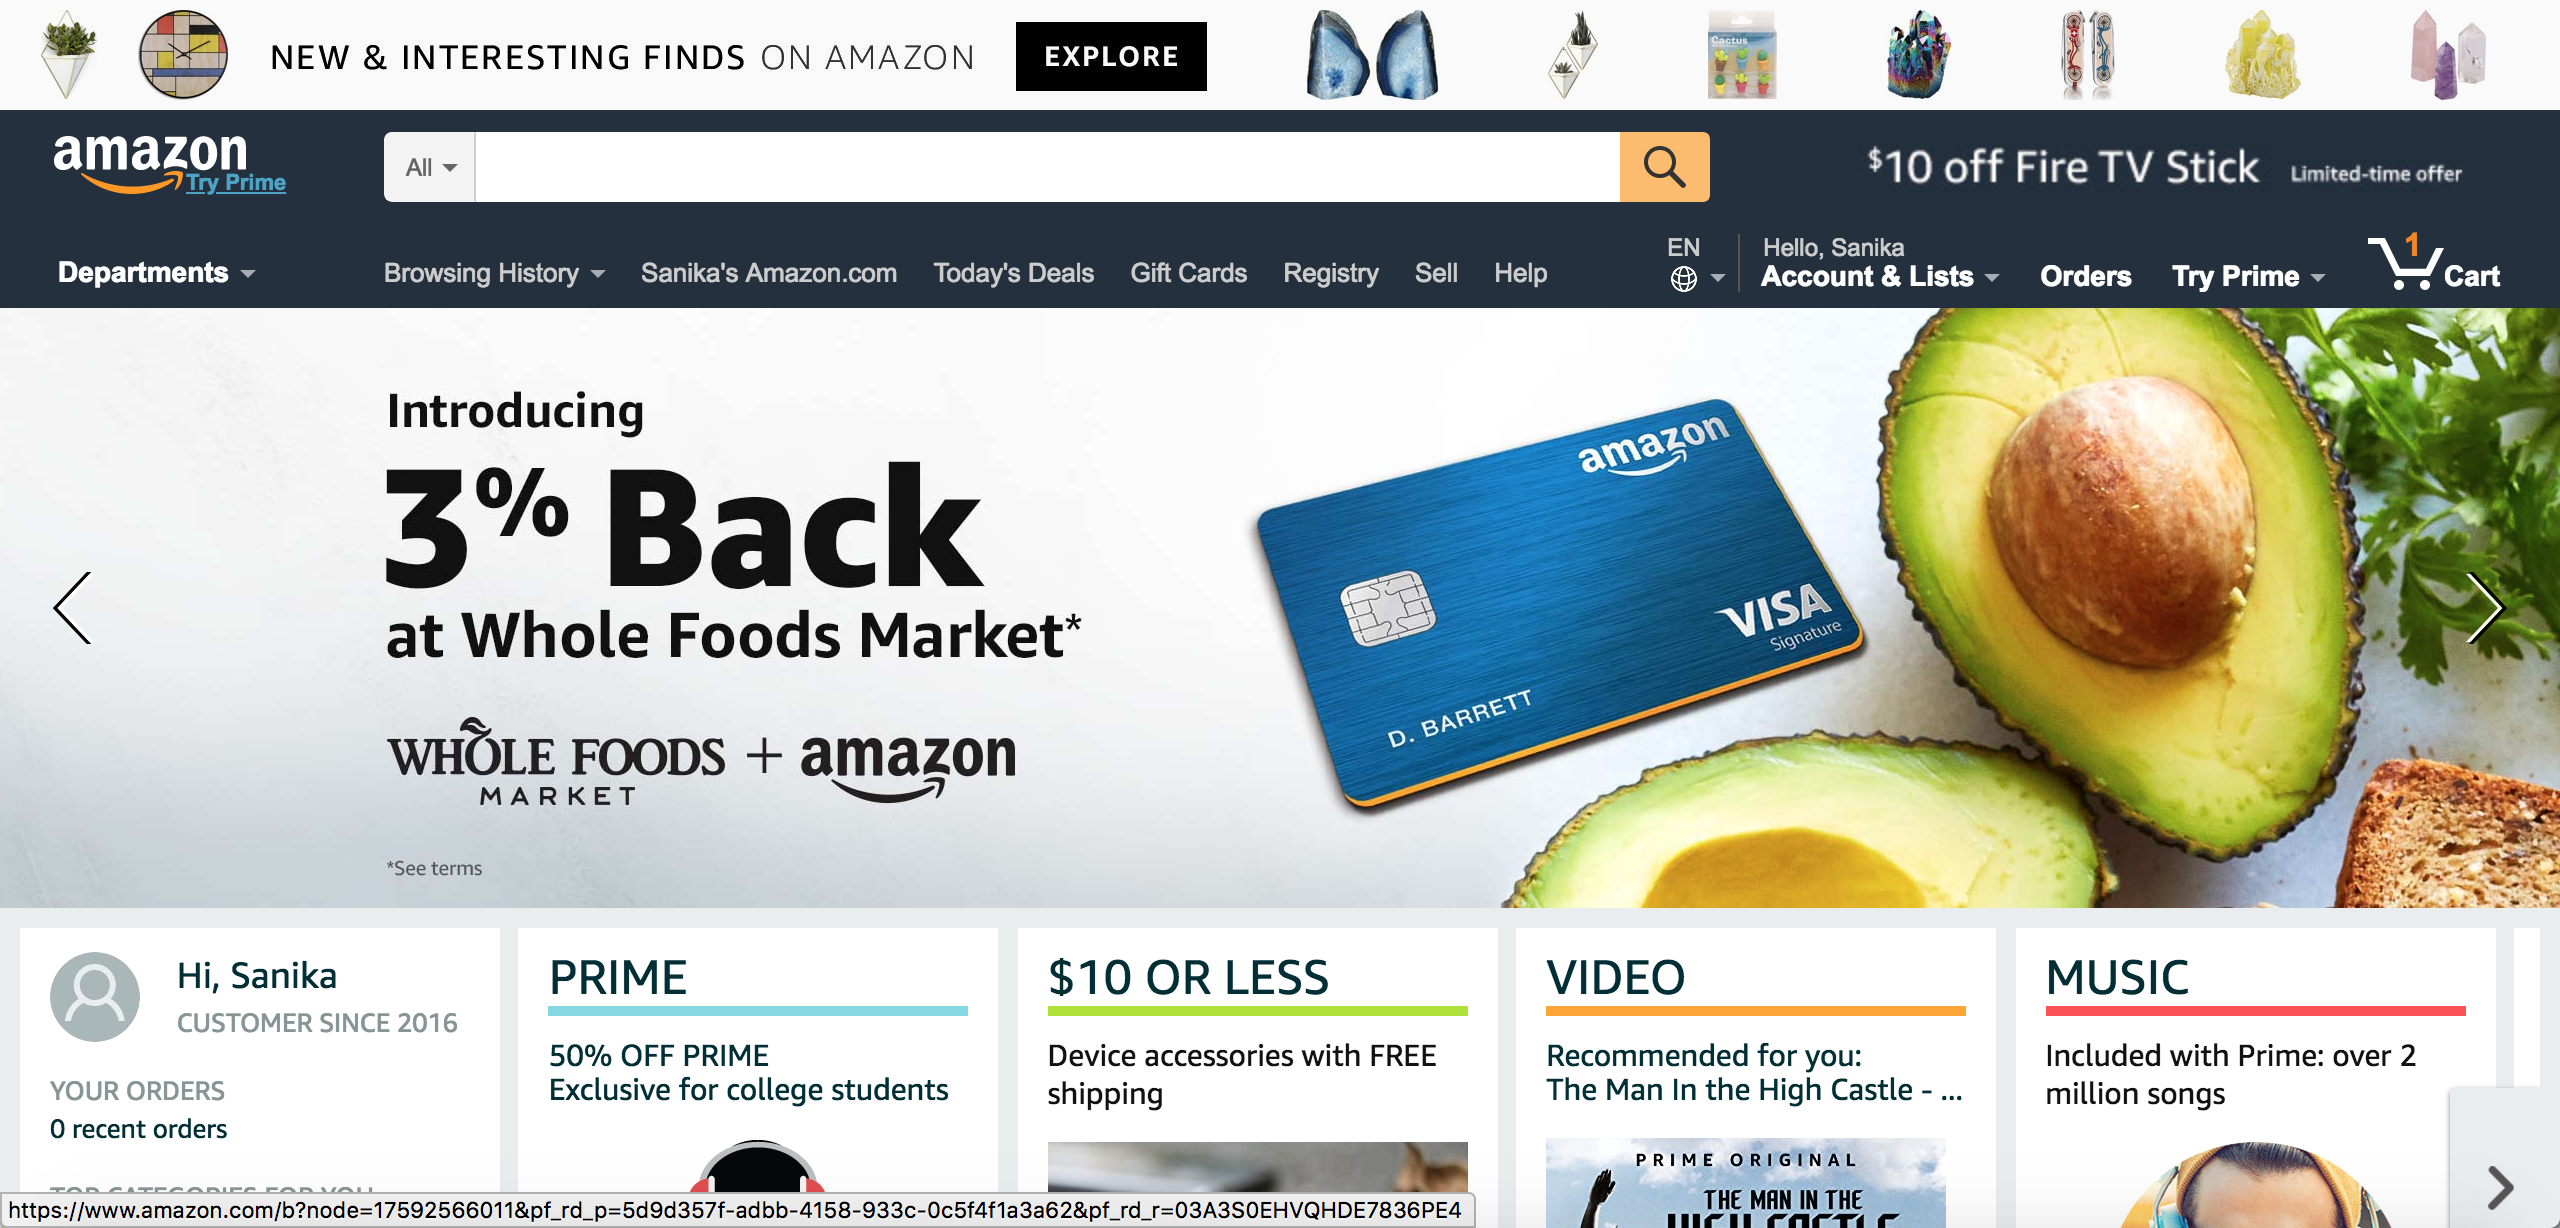 NEW & INTERESTING FINDS ON AMAZON
EXPLORE
Cactus
amazon
Try Prime
All
$10 off Fire TV Stick Limited-time offer
Departments
Browsing History
Sanika's Amazon.com
Today's Deals
Gift Cards
Registry
Sell
Help
EN
Hello, Sanika
Account & Lists
Orders
Try Prime
1
Cart
Introducing
3% Back
at Whole Foods Market*
WHOLE FOODS
MARKET
+ amazon
*See terms
amazon
VISA
Signature
D. BARRETT
Hi, Sanika
CUSTOMER SINCE 2016
YOUR ORDERS
0 recent orders
TOP CATEGORIES FOR YOU
PRIME
50% OFF PRIME
Exclusive for college students
$10 OR LESS
Device accessories with FREE
shipping
VIDEO
Recommended for you:
The Man In the High Castle - ...
PRIME ORIGINAL
THE MAN IN THE
HIGH CASTLE
MUSIC
Included with Prime: over 2
million songs
https://www.amazon.com/b?node=17592566011&pf_rd_p=5d9d357f-adbb-4158-933c-0c5f4f1a3a62&pf_rd_r=03A3S0EHVQHDE7836PE4